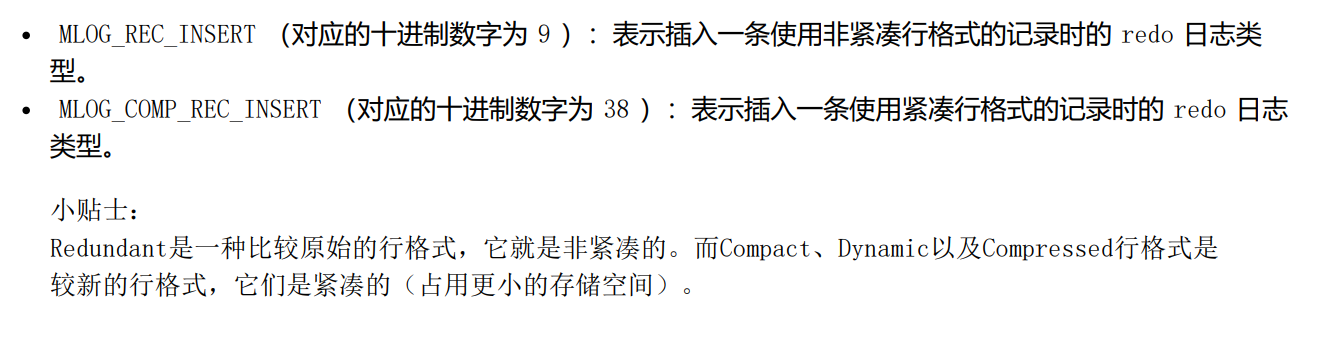 • MLOG_REC_INSERT （对应的十进制数字为 9 ）：表示插入一条使用非紧凑行格式的记录时的 redo 日志类
型。
• MLOG_COMP_REC_INSERT （对应的十进制数字为 38 ）：表示插入一条使用紧凑行格式的记录时的 redo 日志
类型。
小贴士：
Redundant是一种比较原始的行格式，它就是非紧凑的。而Compact、Dynamic以及Compressed行格式是
较新的行格式，它们是紧凑的（占用更小的存储空间）。